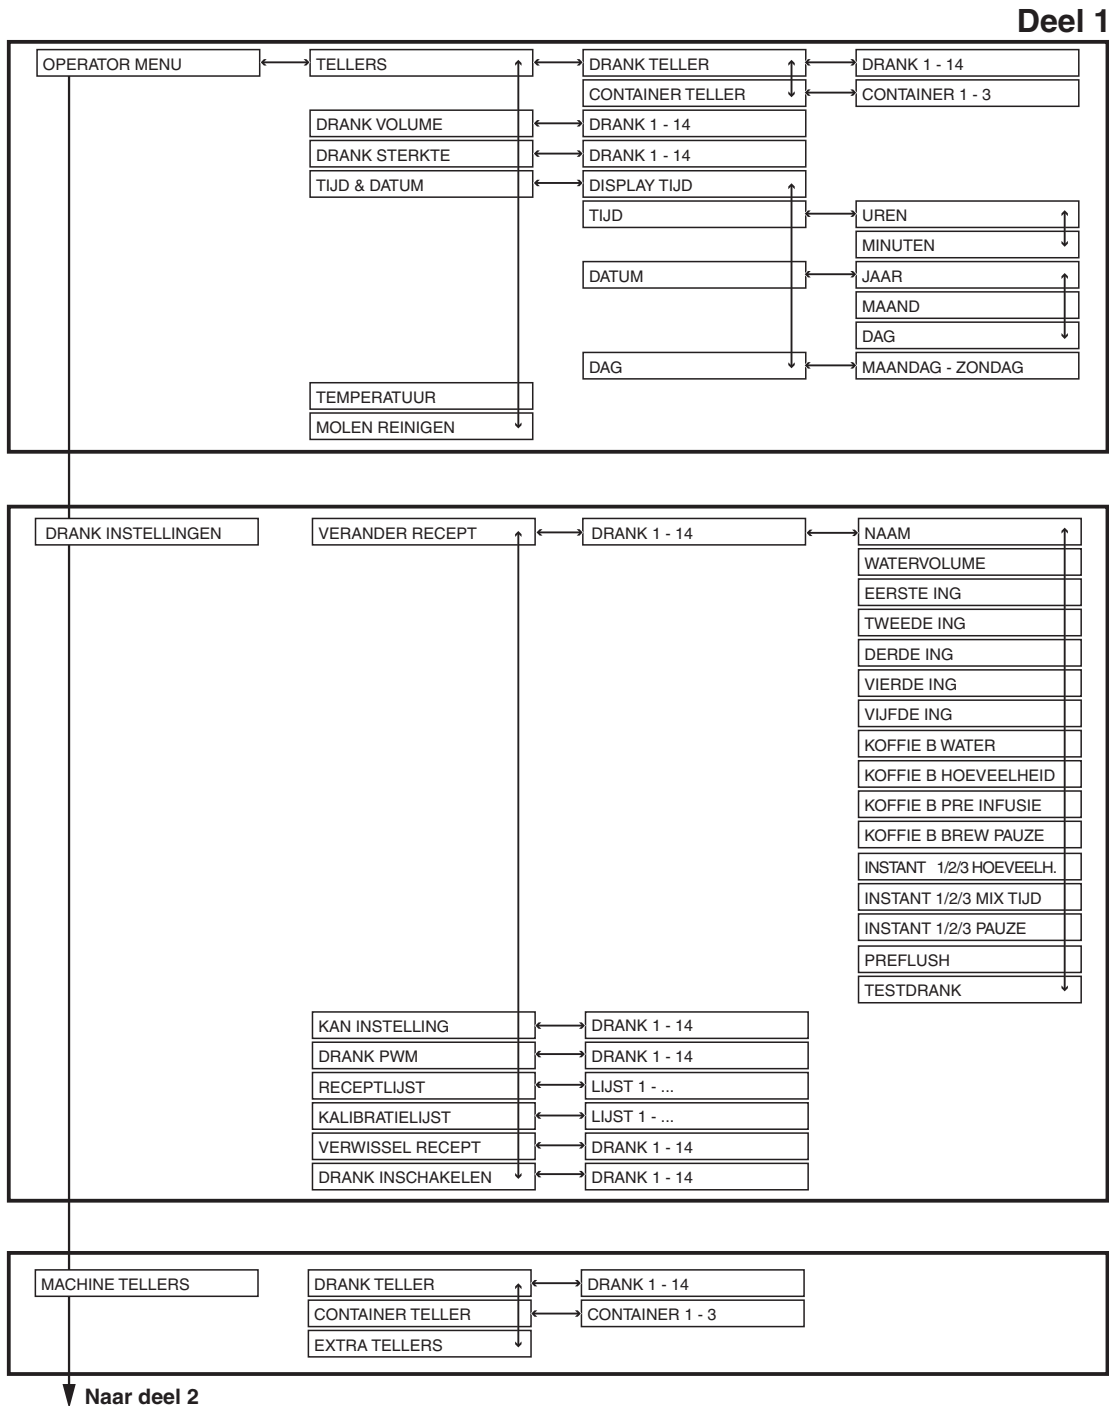 Deel 1
OPERATOR MENU TELLERS DRANK TELLER DRANK 1 - 14
CONTAINER TELLER CONTAINER 1 - 3
DRANK VOLUME DRANK 1 - 14
DRANK STERKTE DRANK 1 - 14
TIJD & DATUM DISPLAY TIJD
TIJD UREN
MINUTEN
DATUM JAAR
MAAND
DAG
DAG MAANDAG - ZONDAG
TEMPERATUUR
MOLEN REINIGEN
DRANK INSTELLINGEN VERANDER RECEPT DRANK 1 - 14 NAAM
WATERVOLUME
EERSTE ING
TWEEDE ING
DERDE ING
VIERDE ING
VIJFDE ING
KOFFIE B WATER
KOFFIE B HOEVEELHEID
KOFFIE B PRE INFUSIE
KOFFIE B BREW PAUZE
INSTANT 1/2/3 HOEVEELH.
INSTANT 1/2/3 MIX TIJD
INSTANT 1/2/3 PAUZE
PREFLUSH
TESTDRANK
KAN INSTELLING DRANK 1 - 14
DRANK PWM DRANK 1 - 14
RECEPTLIJST LIJST 1 - ...
KALIBRATIELIJST LIJST 1 - ...
VERWISSEL RECEPT DRANK 1 - 14
DRANK INSCHAKELEN DRANK 1 - 14
MACHINE TELLERS DRANK TELLER DRANK 1 - 14
CONTAINER TELLER CONTAINER 1 - 3
EXTRA TELLERS
Naar deel 2